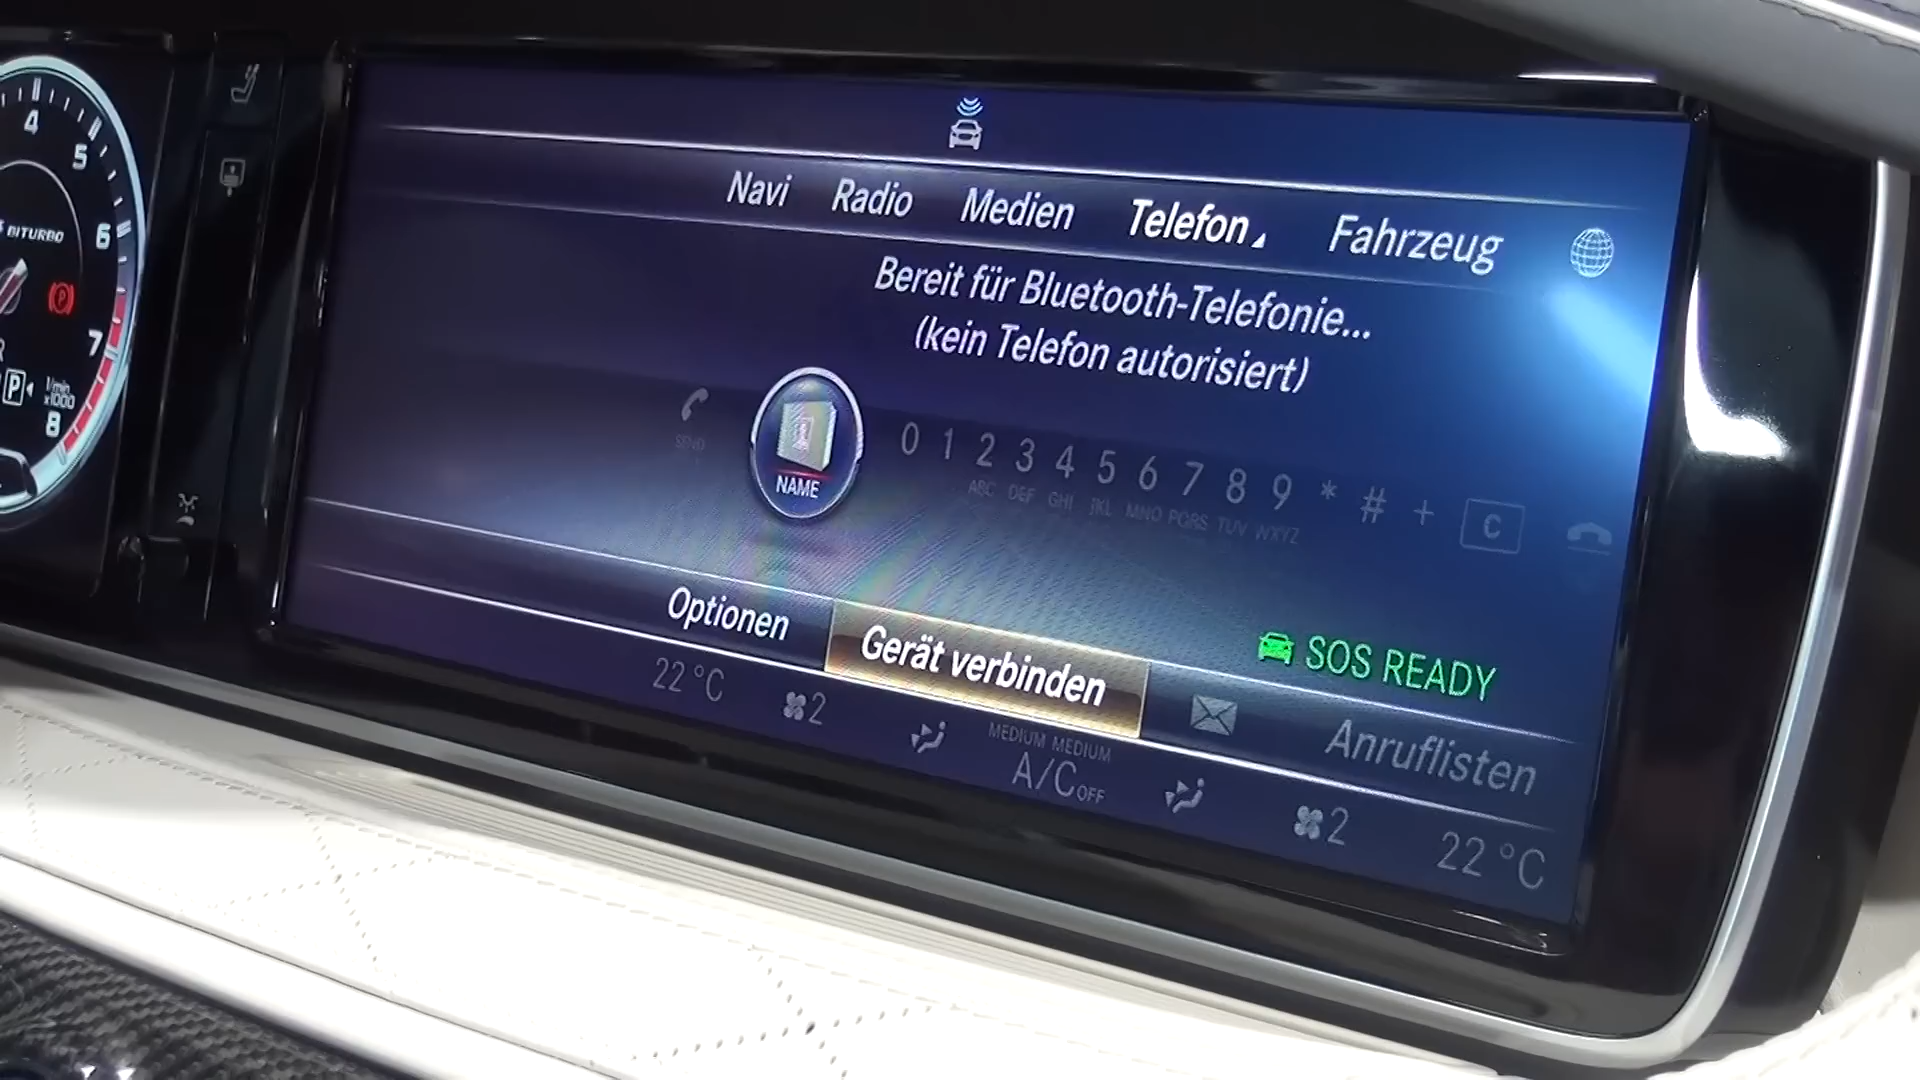 4
5
6
7
8
BITURBO
P
P
1/min
x1000
Navi Radio Medien Telefon Fahrzeug
Bereit für Bluetooth-Telefonie...
(kein Telefon autorisiert)
SEND
NAME
0 1 2 3 4 5 6 7 8 9 * # + C
ABC DEF GHI JKL MNO PQRS TUV WXYZ
SOS READY
Optionen Gerät verbinden Anruflisten
22 °C 2 MEDIUM MEDIUM 2 22 °C
A/C OFF